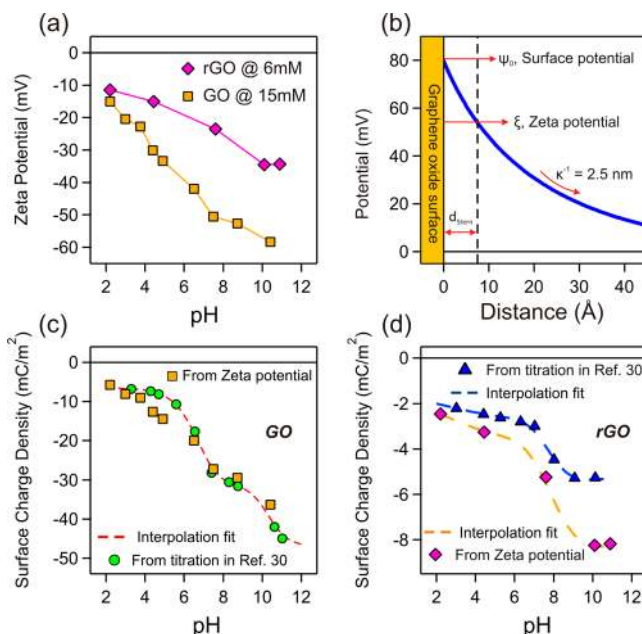 (a)
Zeta Potential (mV)
0
-10
-20
-30
-40
-50
-60
rGO @ 6mM
GO @ 15mM
2 4 6 8 10 12
pH
(b)
Potential (mV)
80
60
40
20
0
Graphene oxide surface
Ψ₀, Surface potential
ξ, Zeta potential
κ⁻¹ = 2.5 nm
dStern
0 10 20 30 40
Distance (Å)
(c)
Surface Charge Density (mC/m²)
0
-10
-20
-30
-40
-50
From Zeta potential
GO
Interpolation fit
From titration in Ref. 30
2 4 6 8 10 12
pH
(d)
Surface Charge Density (mC/m²)
0
-2
-4
-6
-8
From titration in Ref. 30
Interpolation fit
rGO
Interpolation fit
From Zeta potential
2 4 6 8 10 12
pH